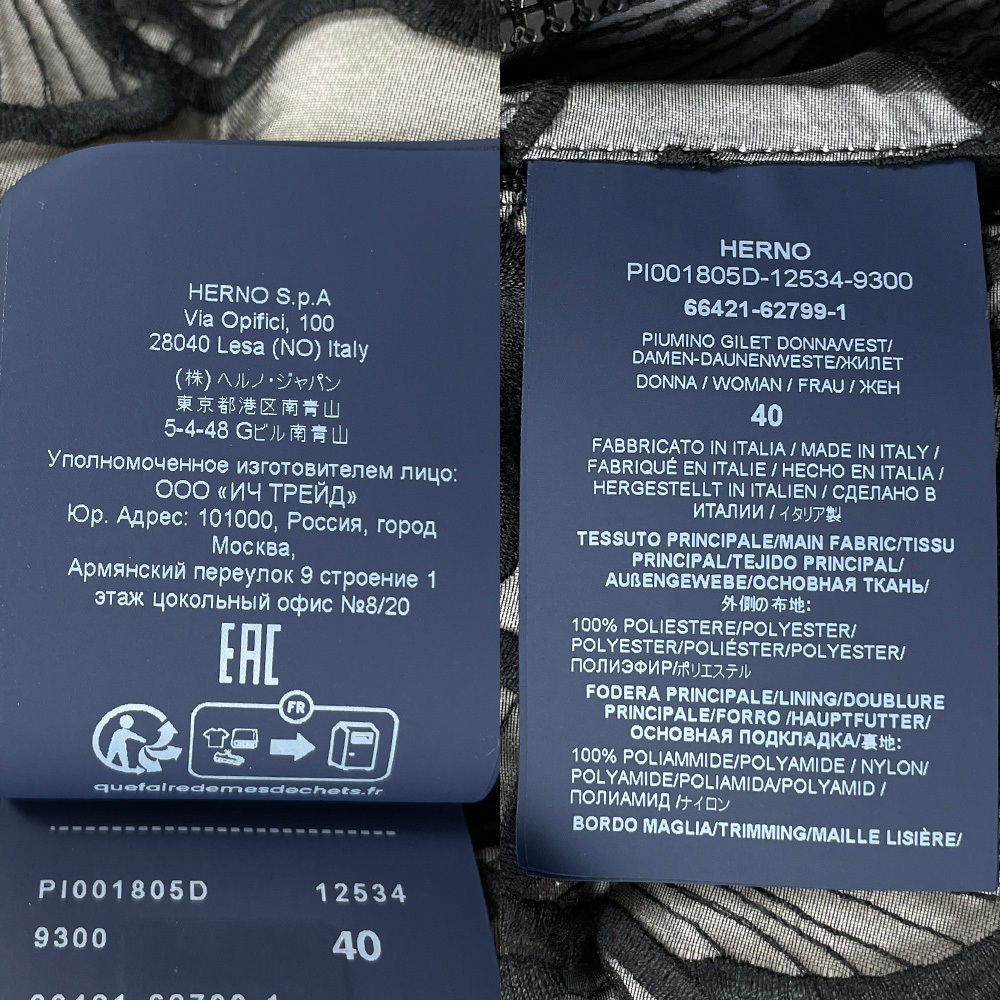 HERNO S.p.A
Via Opifici, 100
28040 Lesa (NO) Italy
(株)ヘルノ・ジャパン
東京都港区南青山
5-4-48 Gビル南青山
Уполномоченное изготовителем лицо:
ООО «ИЧ ТРЕЙД»
Юр. Адрес: 101000, Россия, город
Москва,
Армянский переулок 9 строение 1
этаж цокольный офис №8/20
EAC
FR
quefairedemesdechets.fr
PI001805D 12534
9300 40
66421-62799-1
HERNO
PI001805D-12534-9300
66421-62799-1
PIUMINO GILET DONNA/VEST/
DAMEN-DAUNENWESTE/ЖИЛЕТ
DONNA / WOMAN / FRAU / ЖЕН
40
FABBRICATO IN ITALIA / MADE IN ITALY /
FABRIQUÉ EN ITALIE / HECHO EN ITALIA /
HERGESTELLT IN ITALIEN / СДЕЛАНО В
ИТАЛИИ / イタリア製
TESSUTO PRINCIPALE/MAIN FABRIC/TISSU
PRINCIPAL/TEJIDO PRINCIPAL/
AUßENGEWEBE/ОСНОВНАЯ ТКАНЬ/
外側の布地:
100% POLIESTERE/POLYESTER/
POLYESTER/POLIÉSTER/POLYESTER/
ПОЛИЭФИР/ポリエステル
FODERA PRINCIPALE/LINING/DOUBLURE
PRINCIPALE/FORRO /HAUPTFUTTER/
ОСНОВНАЯ ПОДКЛАДКА/裏地:
100% POLIAMMIDE/POLYAMIDE / NYLON/
POLYAMIDE/POLIAMIDA/POLYAMID /
ПОЛИАМИД /ナイロン
BORDO MAGLIA/TRIMMING/MAILLE LISIÈRE/